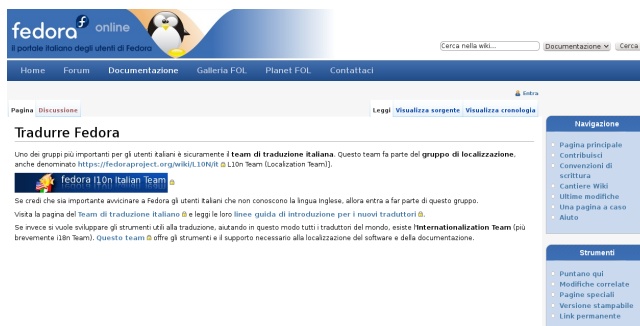 fedora f online
il portale italiano degli utenti di Fedora
Cerca nella wiki... Documentazione Cerca
Home Forum Documentazione Galleria FOL Planet FOL Contattaci
Entra
Pagina Discussione Leggi Visualizza sorgente Visualizza cronologia
Tradurre Fedora
Uno dei gruppi più importanti per gli utenti italiani è sicuramente il team di traduzione italiana. Questo team fa parte del gruppo di localizzazione,
anche denominato https://fedoraproject.org/wiki/L10N/it L10n Team (Localization Team)].
fedora l10n Italian Team
Se credi che sia importante avvicinare a Fedora gli utenti italiani che non conoscono la lingua inglese, allora entra a far parte di questo gruppo.
Visita la pagina del Team di traduzione italiano e leggi le loro linee guida di introduzione per i nuovi traduttori.
Se invece si vuole sviluppare gli strumenti utili alla traduzione, aiutando in questo modo tutti i traduttori del mondo, esiste l'Internationalization Team (più
brevemente i18n Team). Questo team offre gli strumenti e il supporto necessario alla localizzazione del software e della documentazione.
Navigazione
Pagina principale
Contribuisci
Convenzioni di
scrittura
Cantiere Wiki
Ultime modifiche
Una pagina a caso
Aiuto
Strumenti
Puntano qui
Modifiche correlate
Pagine speciali
Versione stampabile
Link permanente